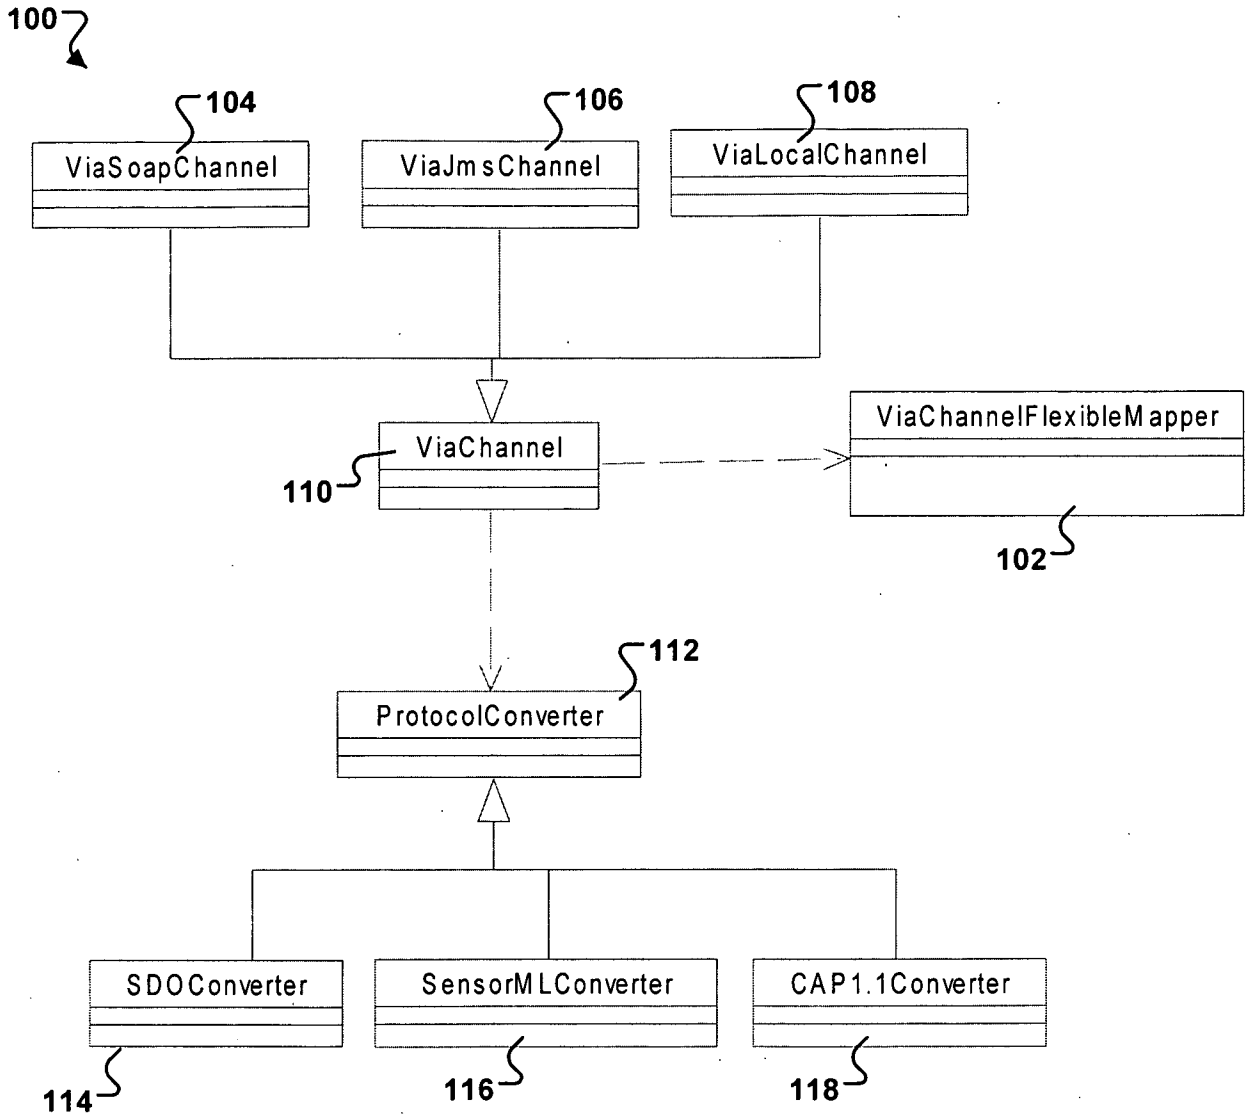 100
104
106
108
ViaSoapChannel
ViaJmsChannel
ViaLocalChannel
ViaChannel
110
ViaChannelFlexibleMapper
102
112
ProtocolConverter
SDOConverter
SensorMLConverter
CAP1.1Converter
114
116
118